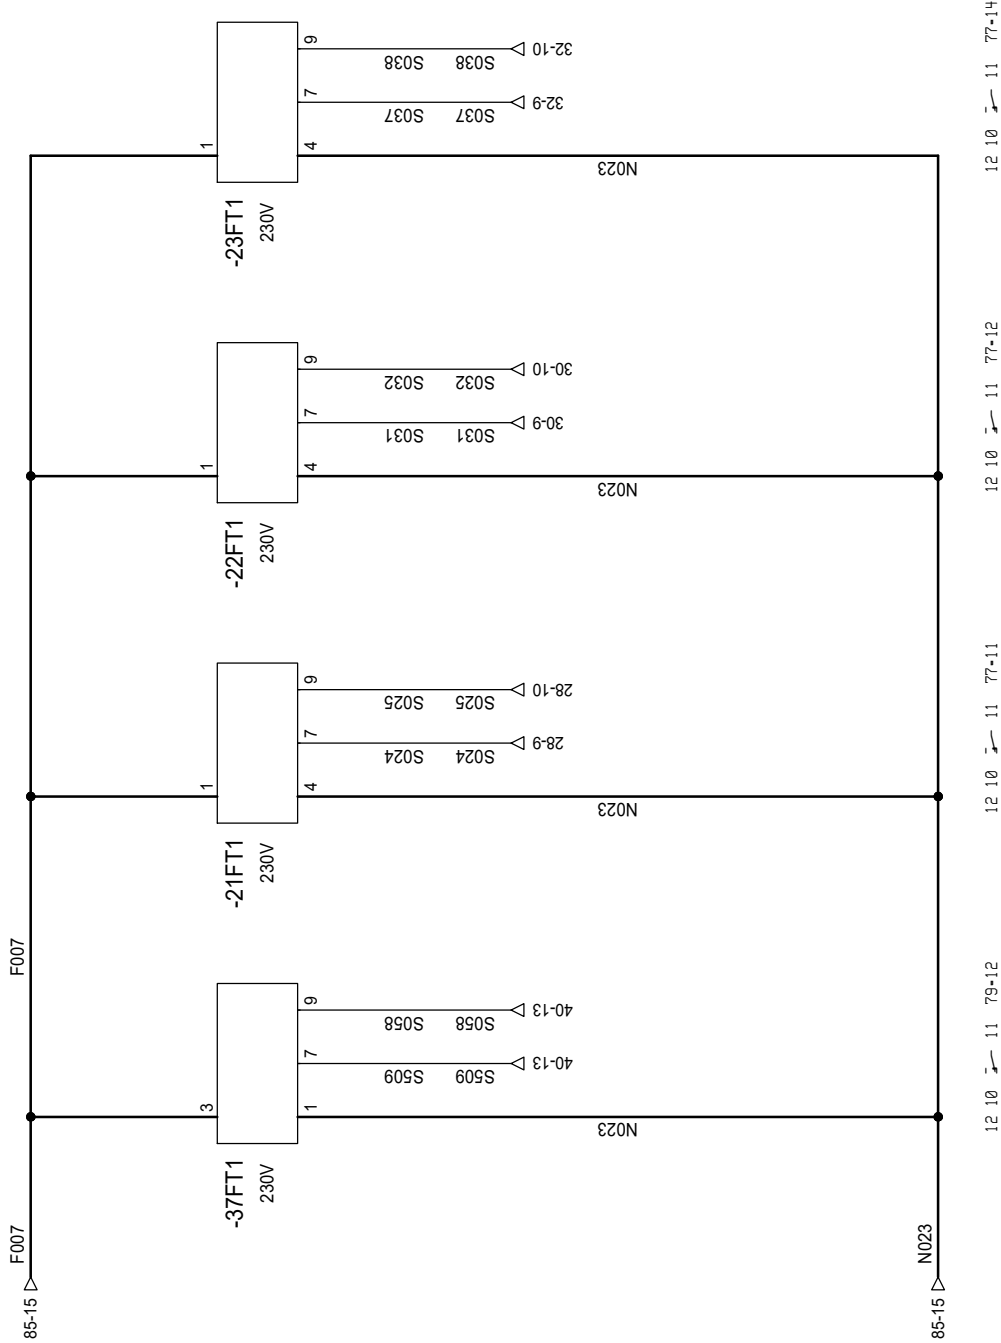 85-15
F007
F007
-37FT1
230V
3
1
7
9
S509 S509
40-13
S058 S058
40-13
N023
-21FT1
230V
1
4
7
9
S024 S024
28-9
S025 S025
28-10
N023
-22FT1
230V
1
4
7
9
S031 S031
30-9
S032 S032
30-10
N023
-23FT1
230V
1
4
7
9
S037 S037
32-9
S038 S038
32-10
N023
85-15
N023
12 10 11 79-12
12 10 11 77-11
12 10 11 77-12
12 10 11 77-14